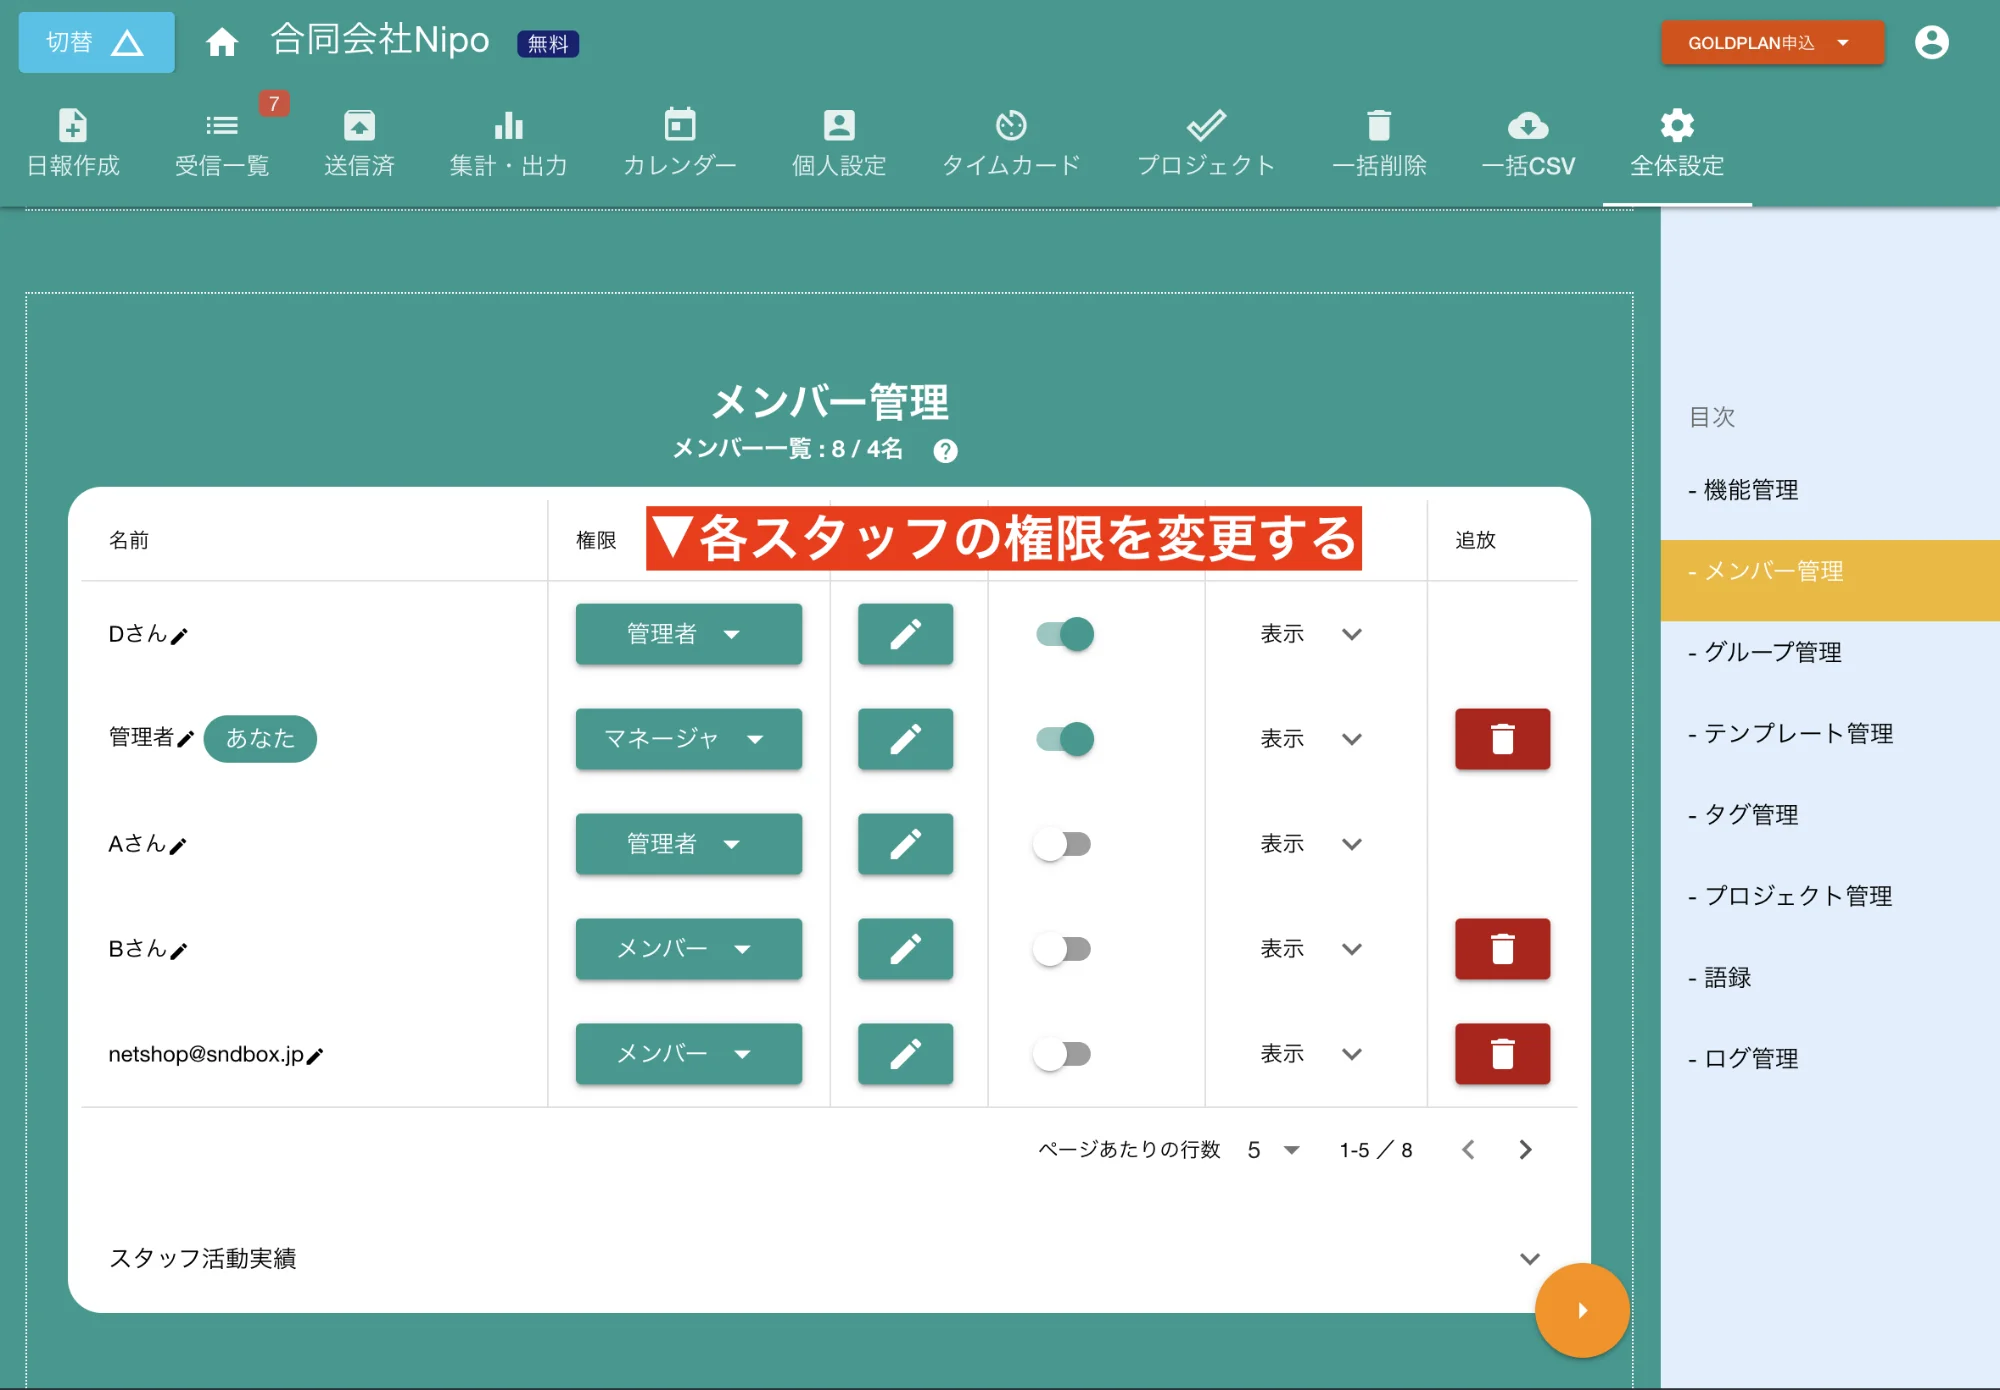 切替
合同会社Nipo
無料
GOLDPLAN申込
日報作成
受信一覧
7
送信済
集計・出力
カレンダー
個人設定
タイムカード
プロジェクト
一括削除
一括CSV
全体設定
メンバー管理
メンバー一覧 : 8 / 4名
?
名前
権限
▼各スタッフの権限を変更する
追放
Dさん
管理者
表示
管理者
あなた
マネージャ
表示
Aさん
管理者
表示
Bさん
メンバー
表示
netshop@sndbox.jp
メンバー
表示
ページあたりの行数
5
1-5 ／ 8
スタッフ活動実績
目次
- 機能管理
- メンバー管理
- グループ管理
- テンプレート管理
- タグ管理
- プロジェクト管理
- 語録
- ログ管理